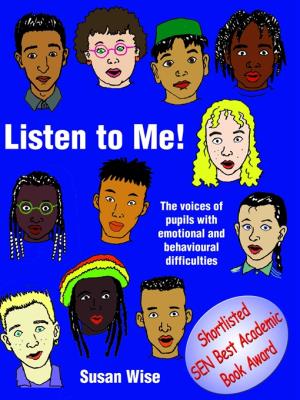 Listen to Me!
The voices of
pupils with
emotional and
behavioural
difficulties
Shortlisted
SEN Best Academic
Book Award
Susan Wise